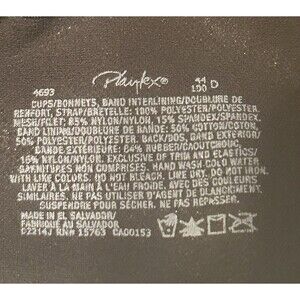 Playtex®
4693
44
100 D
CUPS/BONNETS, BAND INTERLINING/DOUBLURE DE
RENFORT, STRAP/BRETELLE: 100% POLYESTER/POLYESTER.
MESH/FILET: 85% NYLON/NYLON, 15% SPANDEX/SPANDEX.
BAND LINING/DOUBLURE DE BANDE: 50% COTTON/COTON,
50% POLYESTER/POLYESTER. BACK/DOS, BAND EXTERIOR/
BANDE EXTERIEUR: 84% RUBBER/CAOUTCHOUC,
16% NYLON/NYLON. EXCLUSIVE OF TRIM AND ELASTICS/
GARNITURES NON COMPRISES. HAND WASH COLD WATER
WITH LIKE COLORS. DO NOT BLEACH. LINE DRY. DO NOT IRON.
LAVER À LA MAIN À L'EAU FROIDE, AVEC DES COULEURS
SIMILAIRES. NE PAS UTILISER D'AGENT DE BLANCHIMENT.
SUSPENDRE POUR SÉCHER. NE PAS REPASSER.
MADE IN EL SALVADOR/
FABRIQUÉ AU SALVADOR
C2214J RN# 15763 CA00153